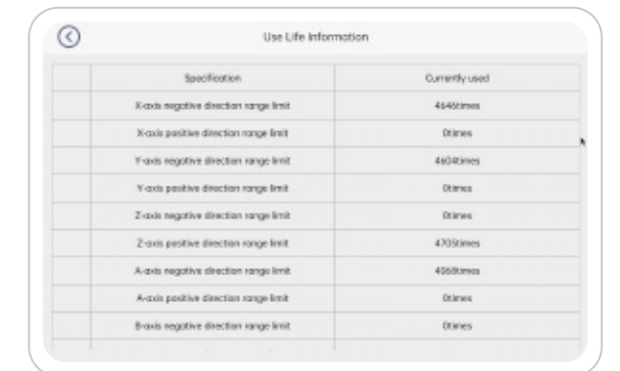 Use Life Information
Specification Currently used
X-axis negative direction range limit 4646times
X-axis positive direction range limit 0times
Y-axis negative direction range limit 4604times
Y-axis positive direction range limit 0times
Z-axis negative direction range limit 0times
Z-axis positive direction range limit 4705times
A-axis negative direction range limit 4068times
A-axis positive direction range limit 0times
B-axis negative direction range limit 0times